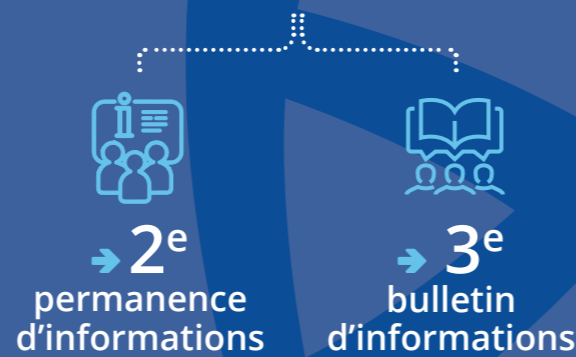 2e
permanence
d'informations
3e
bulletin
d'informations